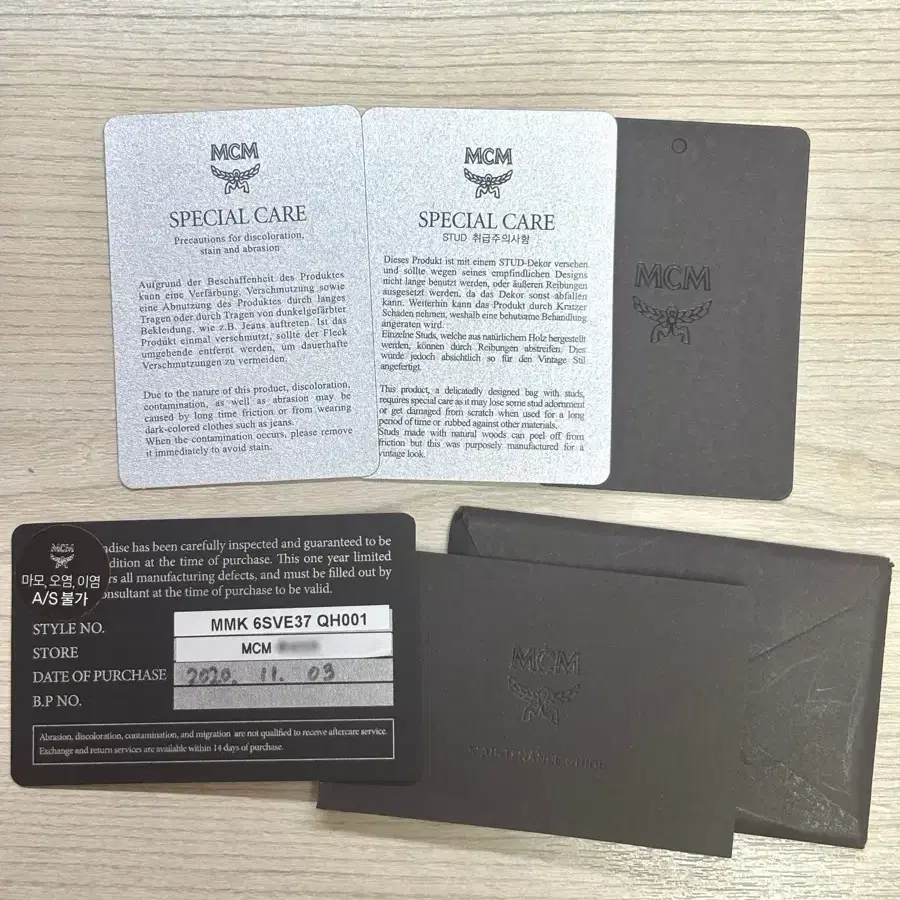 MCM
SPECIAL CARE
Precautions for discoloration,
stain and abrasion
Aufgrund der Beschaffenheit des Produktes
kann eine Verfärbung, Verschmutzung sowie
eine Abnutzung des Produktes durch langes
Tragen oder durch Tragen von dunkelgefärbter
Bekleidung, wie z.B. Jeans auftreten. Ist das
Produkt einmal verschmutzt, sollte der Fleck
umgehende entfernt werden, um dauerhafte
Verschmutzungen zu vermeiden.
Due to the nature of this product, discoloration,
contamination, as well as abrasion may be
caused by long time friction or from wearing
dark-colored clothes such as jeans.
When the contamination occurs, please remove
it immediately to avoid stain.
MCM
SPECIAL CARE
STUD 취급주의사항
Dieses Produkt ist mit einem STUD-Dekor versehen
und sollte wegen seines empfindlichen Designs
nicht lange benutzt werden, oder äußeren Reibungen
ausgesetzt werden, da das Dekor sonst abfallen
kann. Weiterhin kann das Produkt durch Kratzer
Schaden nehmen, weshalb eine behutsame Behandlung
angeraten wird.
Einzelne Studs, welche aus natürlichem Holz hergestellt
werden, können durch Reibungen abstreifen. Dies
wurde jedoch absichtlich so für den Vintage Stil
angefertigt.
This product, a delicatedly designed bag with studs,
requires special care as it may lose some stud adornment
or get damaged from scratch when used for a long
period of time or rubbed against other materials.
Studs made with natural woods can peel off from
friction but this was purposely manufactured for a
vintage look.
MCM
MCM
마모, 오염, 이염
A/S 불가
ndise has been carefully inspected and guaranteed to be
dition at the time of purchase. This one year limited
rs all manufacturing defects, and must be filled out by
onsultant at the time of purchase to be valid.
STYLE NO. MMK 6SVE37 QH001
STORE MCM
DATE OF PURCHASE 2020. 11. 03
B.P NO.
Abrasion, discoloration, contamination, and migration are not qualified to receive aftercare service.
Exchange and return services are available within 14 days of purchase.
MCM
MAINTENANCE GUIDE